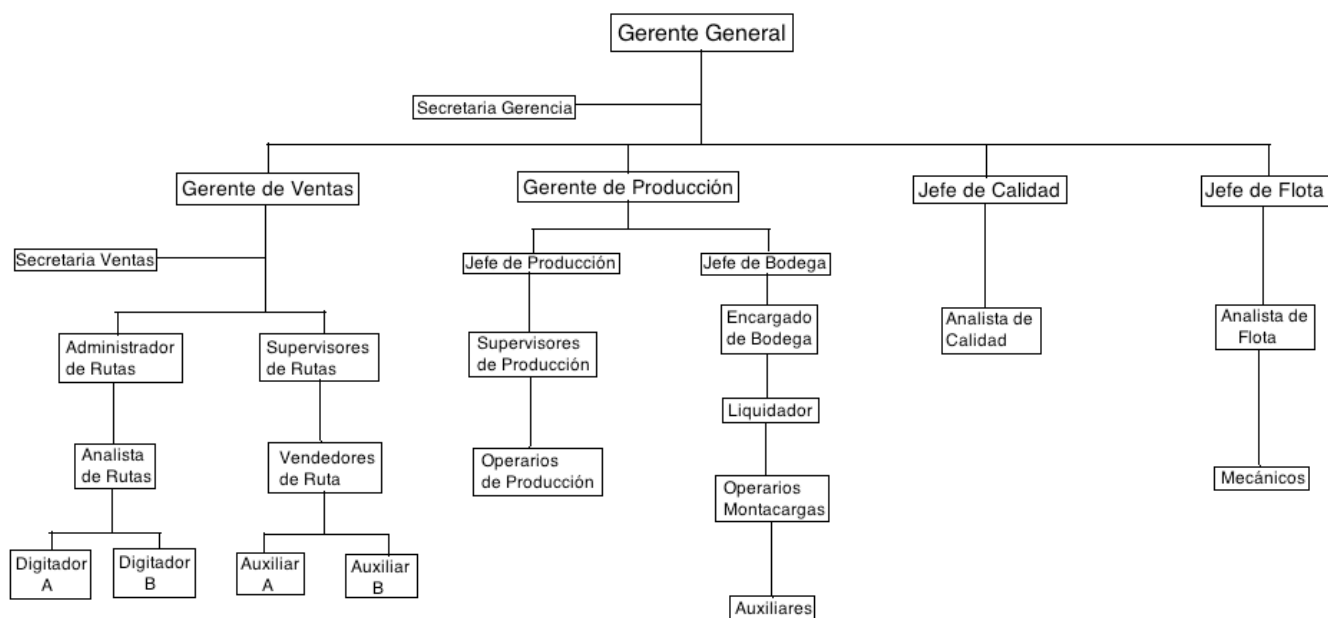 Gerente General
Secretaria Gerencia
Gerente de Ventas
Gerente de Producción
Jefe de Calidad
Jefe de Flota
Secretaria Ventas
Jefe de Producción
Jefe de Bodega
Administrador
de Rutas
Supervisores
de Rutas
Supervisores
de Producción
Encargado
de Bodega
Analista de
Calidad
Analista de
Flota
Liquidador
Analista
de Rutas
Vendedores
de Ruta
Operarios
de Producción
Operarios
Montacargas
Mecánicos
Digitador
A
Digitador
B
Auxiliar
A
Auxiliar
B
Auxiliares